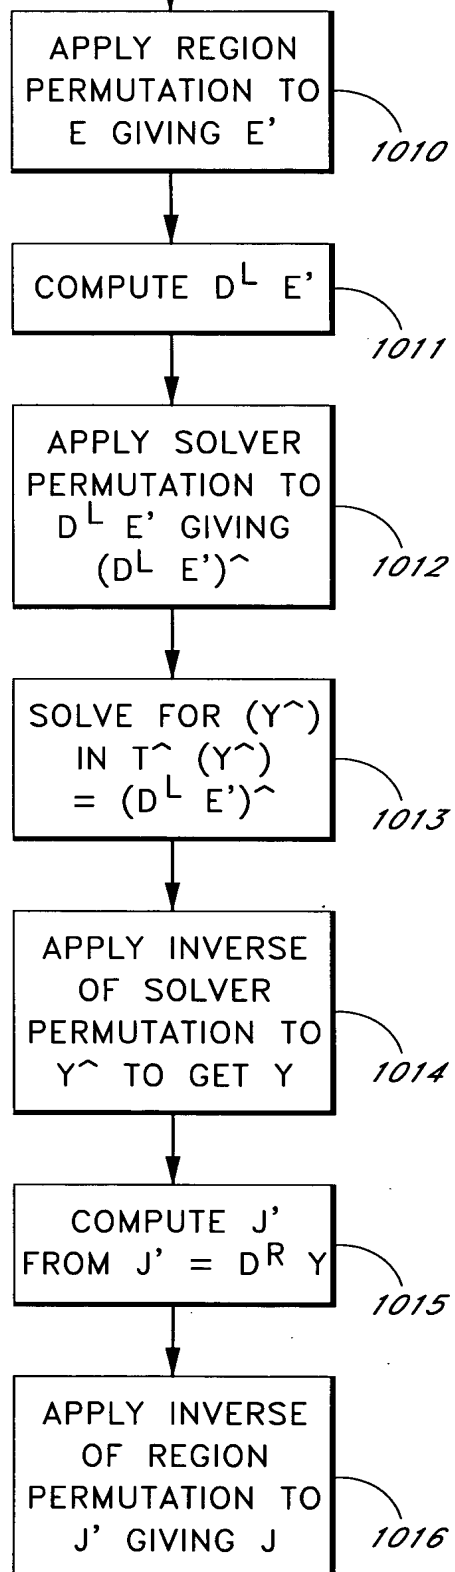 APPLY REGION
PERMUTATION TO
E GIVING E'
1010
COMPUTE D^L E'
1011
APPLY SOLVER
PERMUTATION TO
D^L E' GIVING
(D^L E')^
1012
SOLVE FOR (Y^)
IN T^ (Y^)
= (D^L E')^
1013
APPLY INVERSE
OF SOLVER
PERMUTATION TO
Y^ TO GET Y
1014
COMPUTE J'
FROM J' = D^R Y
1015
APPLY INVERSE
OF REGION
PERMUTATION TO
J' GIVING J
1016